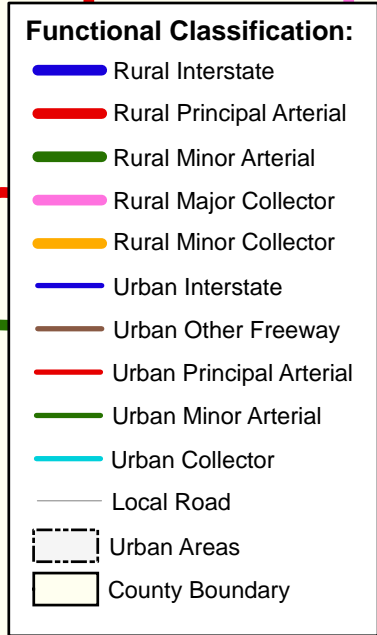 Functional Classification:
Rural Interstate
Rural Principal Arterial
Rural Minor Arterial
Rural Major Collector
Rural Minor Collector
Urban Interstate
Urban Other Freeway
Urban Principal Arterial
Urban Minor Arterial
Urban Collector
Local Road
Urban Areas
County Boundary